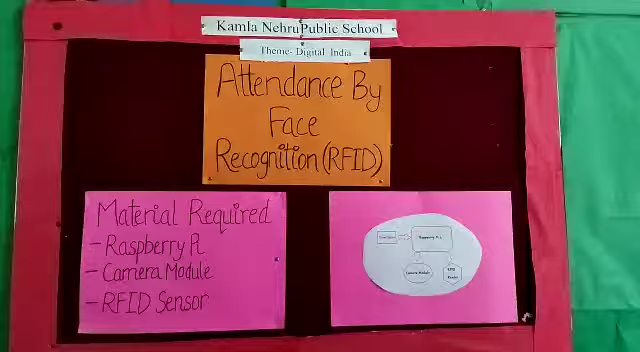 Kamla Nehru Public School
Theme- Digital India
Attendance By
Face
Recognition (RFID)
Material Required
- Raspberry Pi
- Camera Module
- RFID Sensor
Raspberry Pi
Camera Module
RFID